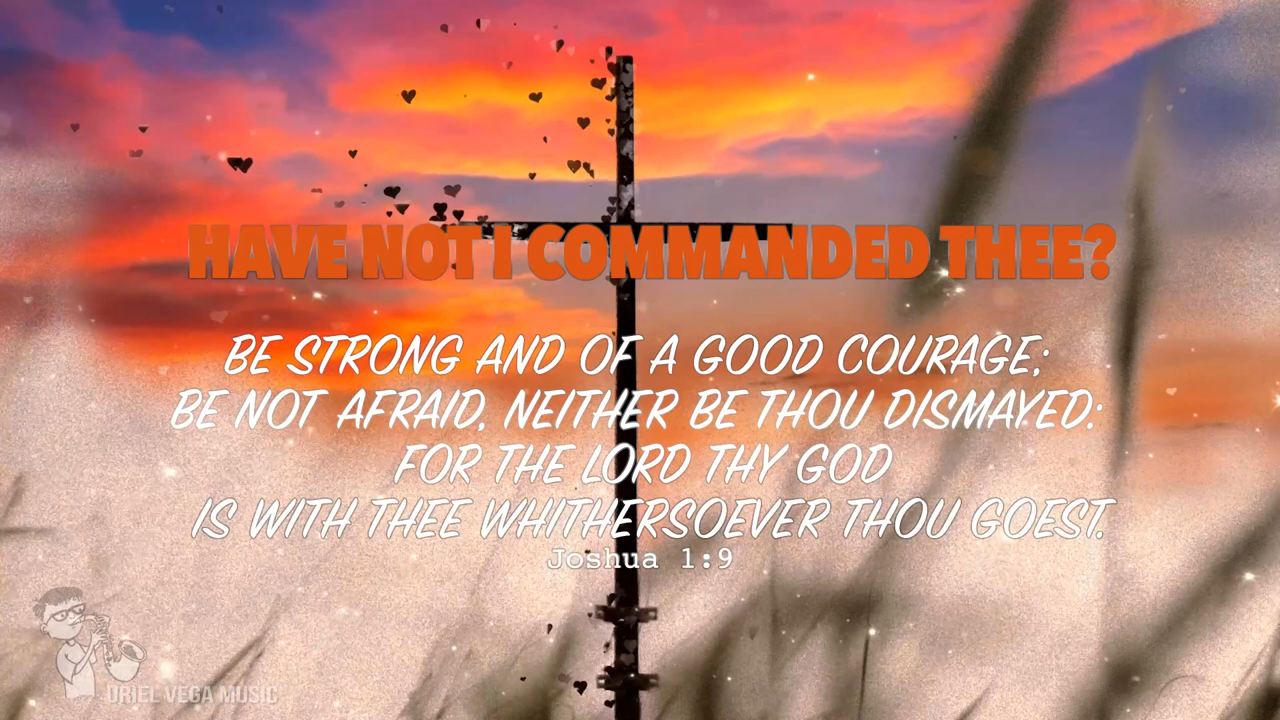 HAVE NOT I COMMANDED THEE?
BE STRONG AND OF A GOOD COURAGE;
BE NOT AFRAID, NEITHER BE THOU DISMAYED:
FOR THE LORD THY GOD
IS WITH THEE WHITHERSOEVER THOU GOEST.
Joshua 1:9
URIEL VEGA MUSIC